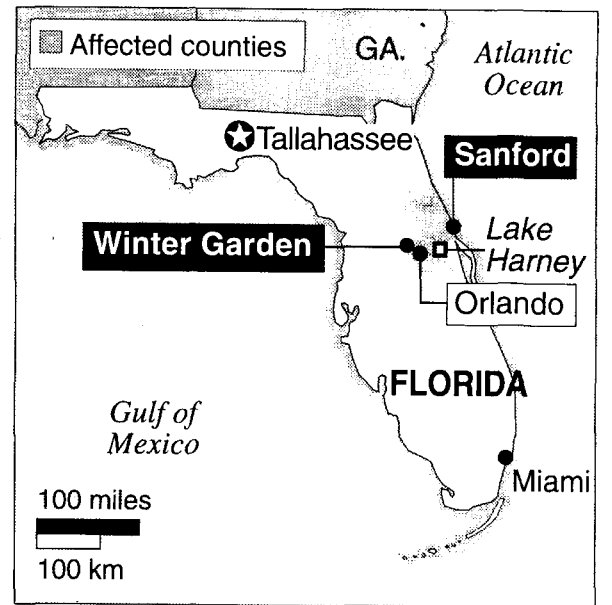 Affected counties
GA.
Atlantic
Ocean
Tallahassee
Sanford
Winter Garden
Lake
Harney
Orlando
FLORIDA
Gulf of
Mexico
Miami
100 miles
100 km